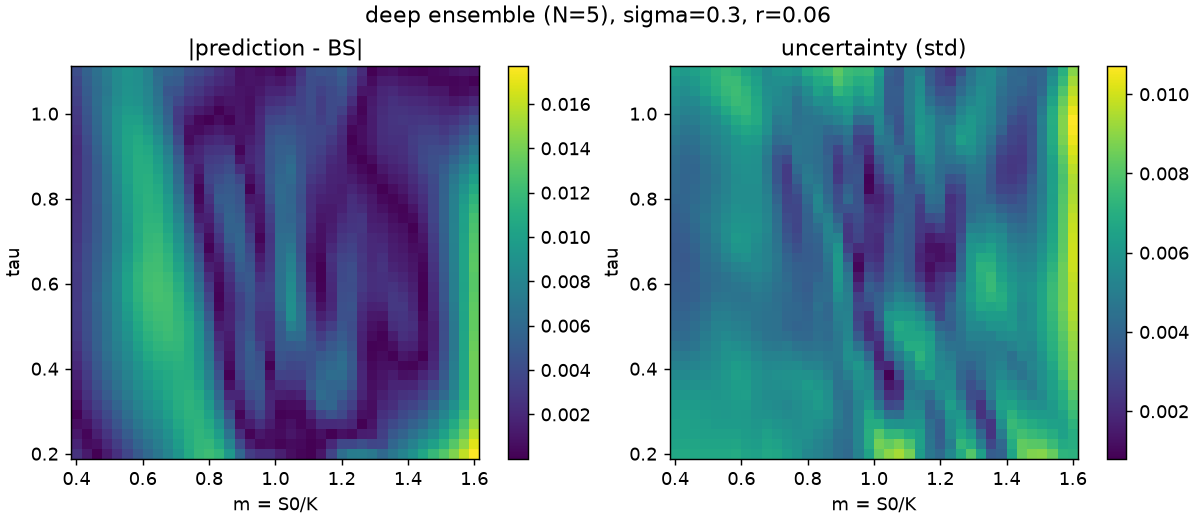 deep ensemble (N=5), sigma=0.3, r=0.06
|prediction - BS|
uncertainty (std)
tau
1.0
0.8
0.6
0.4
0.2
0.4 0.6 0.8 1.0 1.2 1.4 1.6
m = S0/K
0.016
0.014
0.012
0.010
0.008
0.006
0.004
0.002
tau
1.0
0.8
0.6
0.4
0.2
0.4 0.6 0.8 1.0 1.2 1.4 1.6
m = S0/K
0.010
0.008
0.006
0.004
0.002